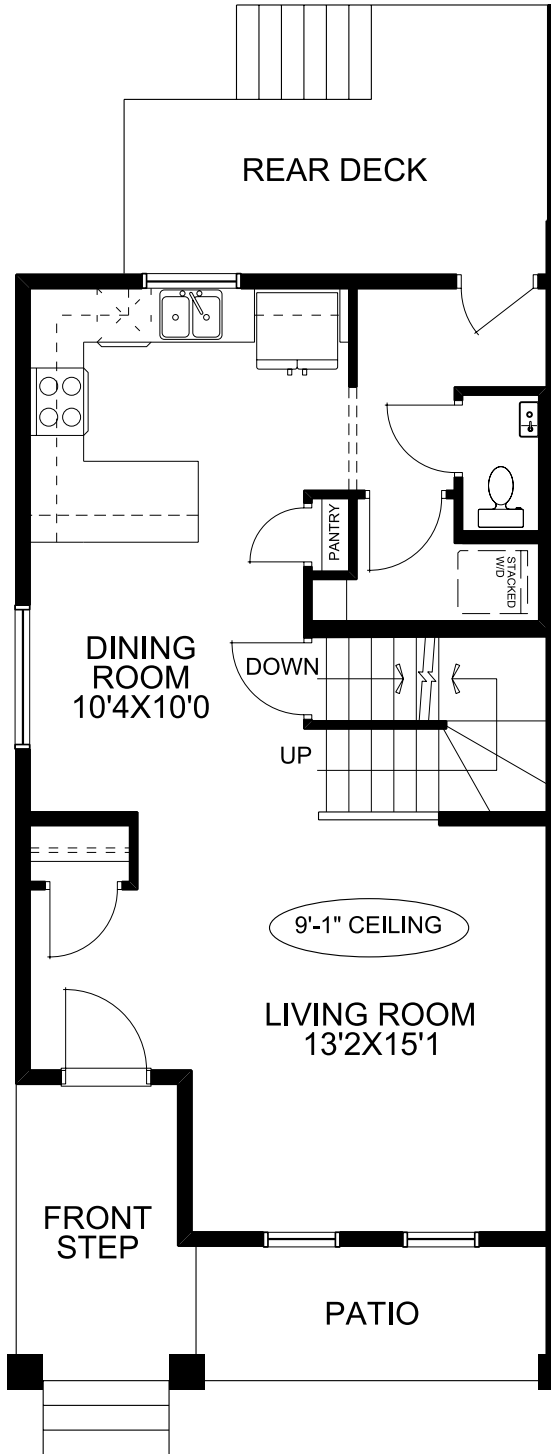 REAR DECK
PANTRY
STACKED
W/D
DINING
ROOM
10'4X10'0
DOWN
UP
9'-1" CEILING
LIVING ROOM
13'2X15'1
FRONT
STEP
PATIO